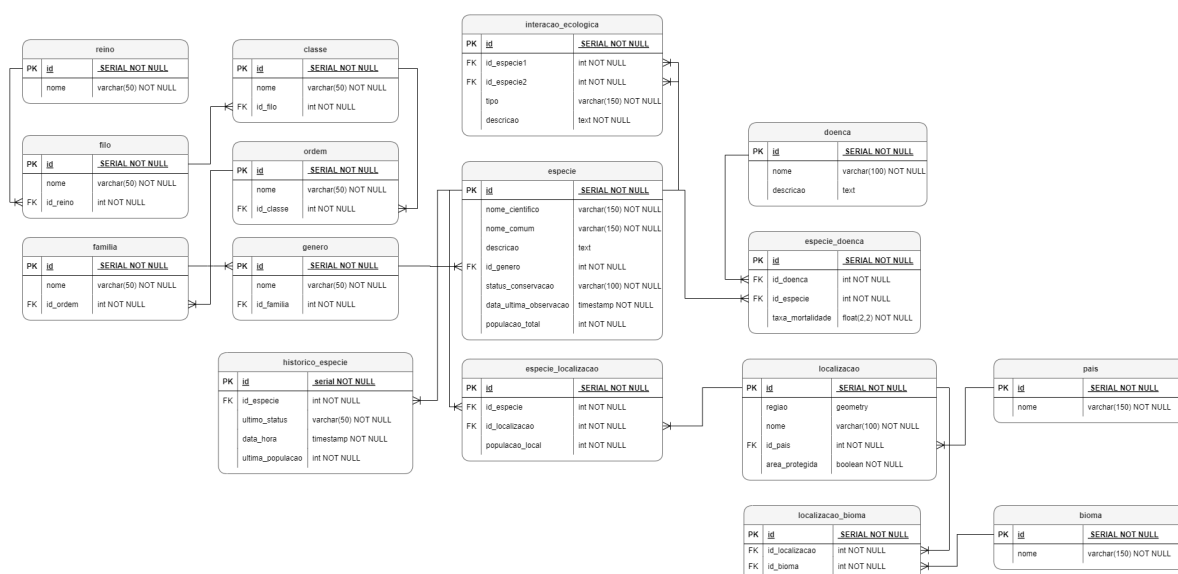 reino
PK id SERIAL NOT NULL
nome varchar(50) NOT NULL
filo
PK id SERIAL NOT NULL
nome varchar(50) NOT NULL
FK id_reino int NOT NULL
familia
PK id SERIAL NOT NULL
nome varchar(50) NOT NULL
FK id_ordem int NOT NULL
classe
PK id SERIAL NOT NULL
nome varchar(50) NOT NULL
FK id_filo int NOT NULL
ordem
PK id SERIAL NOT NULL
nome varchar(50) NOT NULL
FK id_classe int NOT NULL
genero
PK id SERIAL NOT NULL
nome varchar(50) NOT NULL
FK id_familia int NOT NULL
historico_especie
PK id serial NOT NULL
FK id_especie int NOT NULL
ultimo_status varchar(50) NOT NULL
data_hora timestamp NOT NULL
ultima_populacao int NOT NULL
interacao_ecologica
PK id SERIAL NOT NULL
FK id_especie1 int NOT NULL
FK id_especie2 int NOT NULL
tipo varchar(150) NOT NULL
descricao text NOT NULL
especie
PK id SERIAL NOT NULL
nome_cientifico varchar(150) NOT NULL
nome_comum varchar(150) NOT NULL
descricao text
FK id_genero int NOT NULL
status_conservacao varchar(100) NOT NULL
data_ultima_observacao timestamp NOT NULL
populacao_total int NOT NULL
especie_localizacao
PK id SERIAL NOT NULL
FK id_especie int NOT NULL
FK id_localizacao int NOT NULL
populacao_local int NOT NULL
doenca
PK id SERIAL NOT NULL
nome varchar(100) NOT NULL
descricao text
especie_doenca
PK id SERIAL NOT NULL
FK id_doenca int NOT NULL
FK id_especie int NOT NULL
taxa_mortalidade float(2,2) NOT NULL
localizacao
PK id SERIAL NOT NULL
regiao geometry
nome varchar(100) NOT NULL
FK id_pais int NOT NULL
area_protegida boolean NOT NULL
localizacao_bioma
PK id SERIAL NOT NULL
FK id_localizacao int NOT NULL
FK id_bioma int NOT NULL
pais
PK id SERIAL NOT NULL
nome varchar(150) NOT NULL
bioma
PK id SERIAL NOT NULL
nome varchar(150) NOT NULL